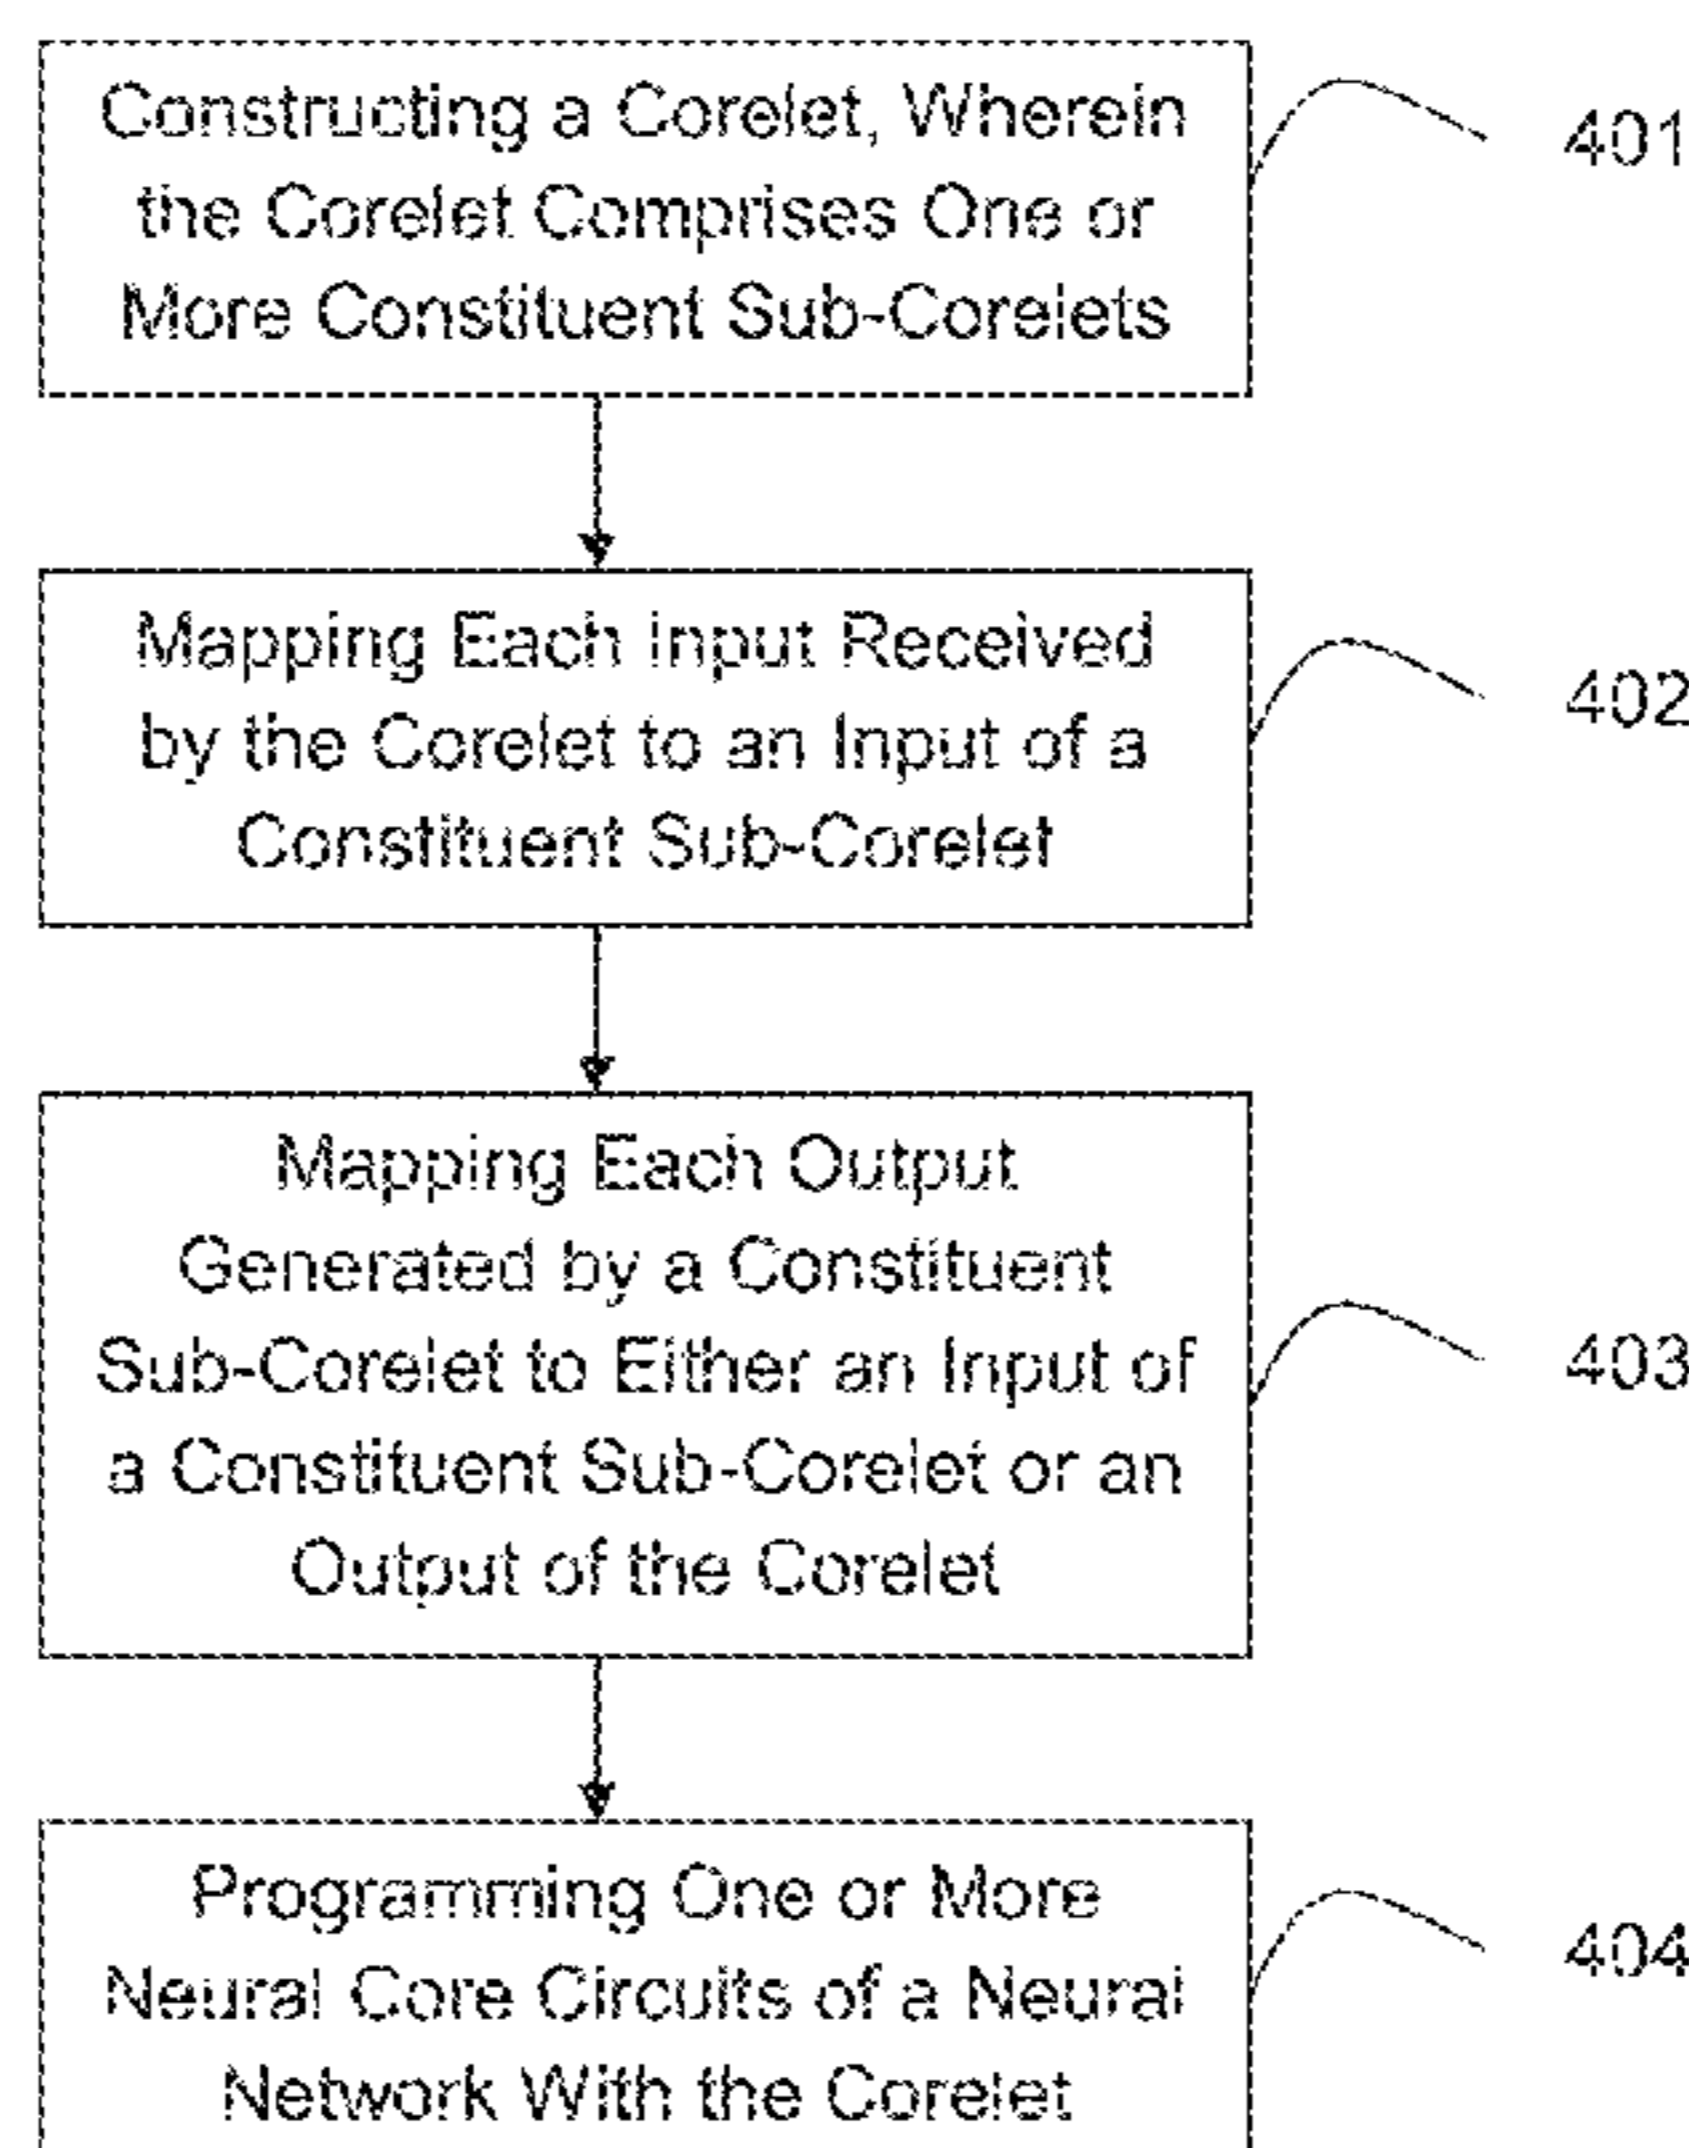 Constructing a Corelet, Wherein
the Corelet Comprises One or
More Constituent Sub-Corelets
401
Mapping Each Input Received
by the Corelet to an Input of a
Constituent Sub-Corelet
402
Mapping Each Output
Generated by a Constituent
Sub-Corelet to Either an Input of
a Constituent Sub-Corelet or an
Output of the Corelet
403
Programming One or More
Neural Core Circuits of a Neural
Network With the Corelet
404